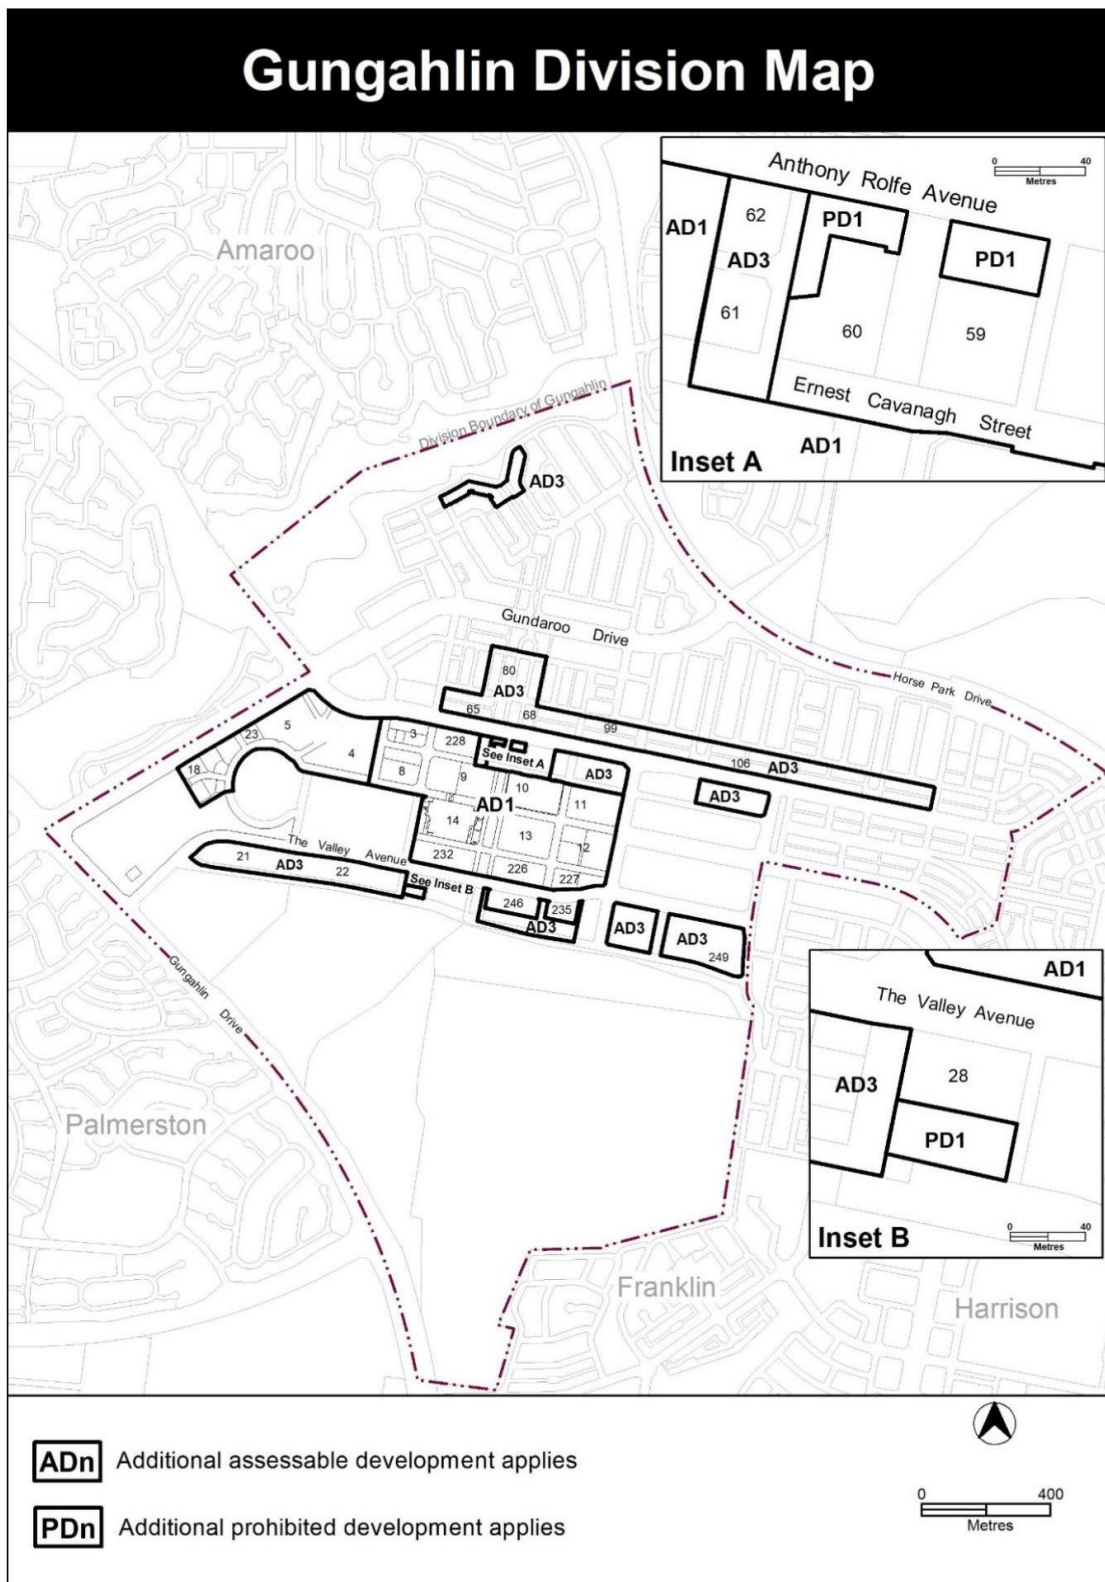 Gungahlin Division Map
Anthony Rolfe Avenue
0 40
Metres
62
PD1
AD1
AD3
PD1
61
60
59
Ernest Cavanagh Street
AD1
Inset A
Amaroo
Division Boundary of Gungahlin
AD3
Gundaroo Drive
Horse Park Drive
80
AD3
65
68
99
106
AD3
5
23
4
18
3
228
See Inset A
8
9
10
AD3
AD3
AD1
11
14
13
12
The Valley Avenue
232
226
227
21
AD3
22
See Inset B
246
235
AD3
AD3
AD3
249
Gungahlin Drive
AD1
The Valley Avenue
28
AD3
PD1
Inset B
0 40
Metres
Palmerston
Franklin
Harrison
ADn Additional assessable development applies
PDn Additional prohibited development applies
0 400
Metres